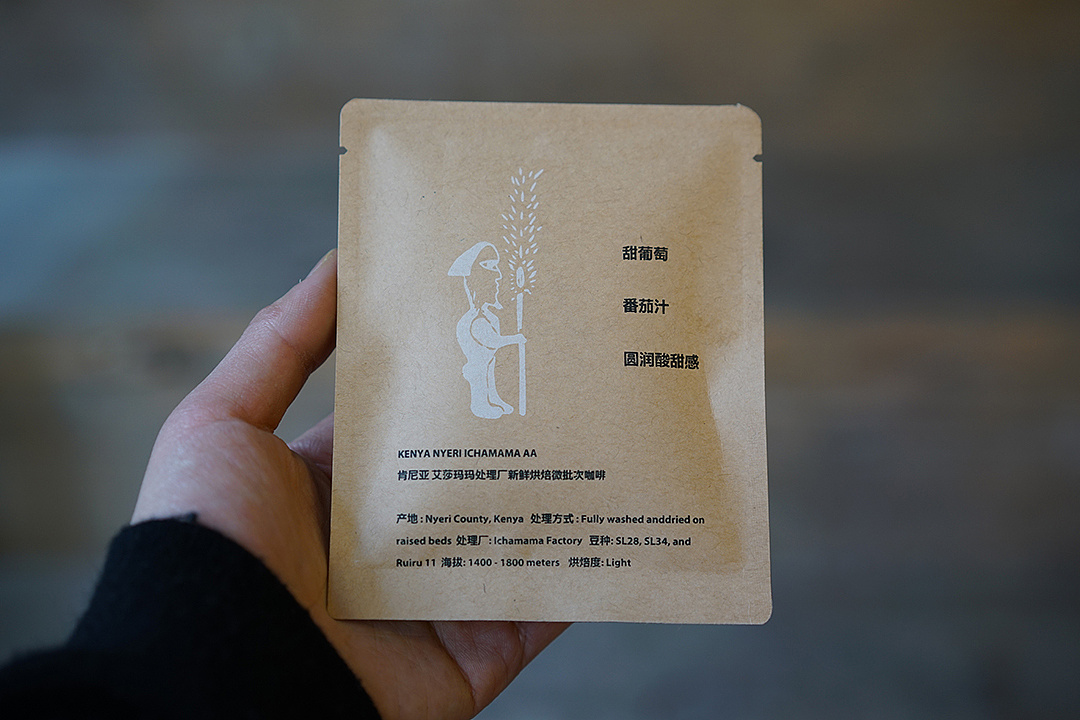 甜葡萄
番茄汁
圆润酸甜感
KENYA NYERI ICHAMAMA AA
肯尼亚 艾莎玛玛处理厂新鲜烘焙微批次咖啡
产地 : Nyeri County, Kenya 处理方式 : Fully washed anddried on
raised beds 处理厂: Ichamama Factory 豆种: SL28, SL34, and
Ruiru 11 海拔: 1400 - 1800 meters 烘焙度: Light